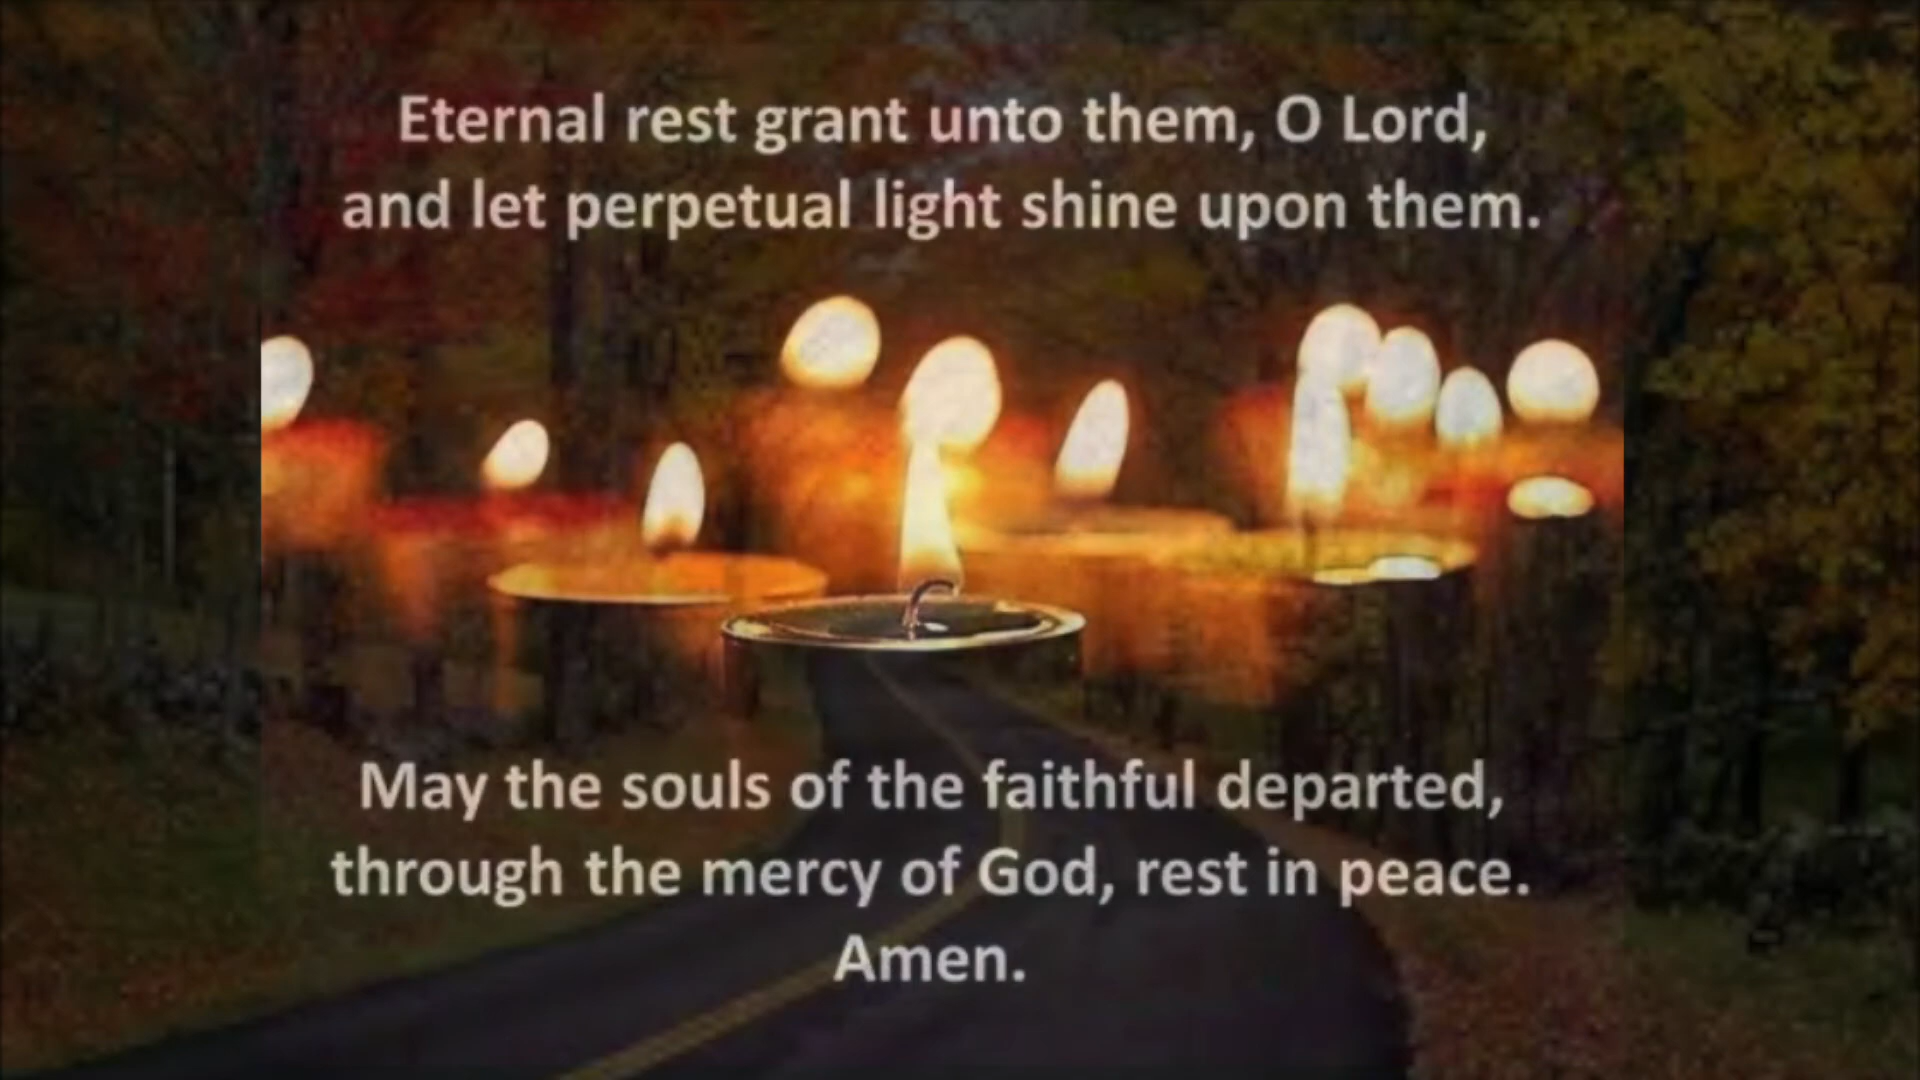 Eternal rest grant unto them, O Lord,
and let perpetual light shine upon them.
May the souls of the faithful departed,
through the mercy of God, rest in peace.
Amen.